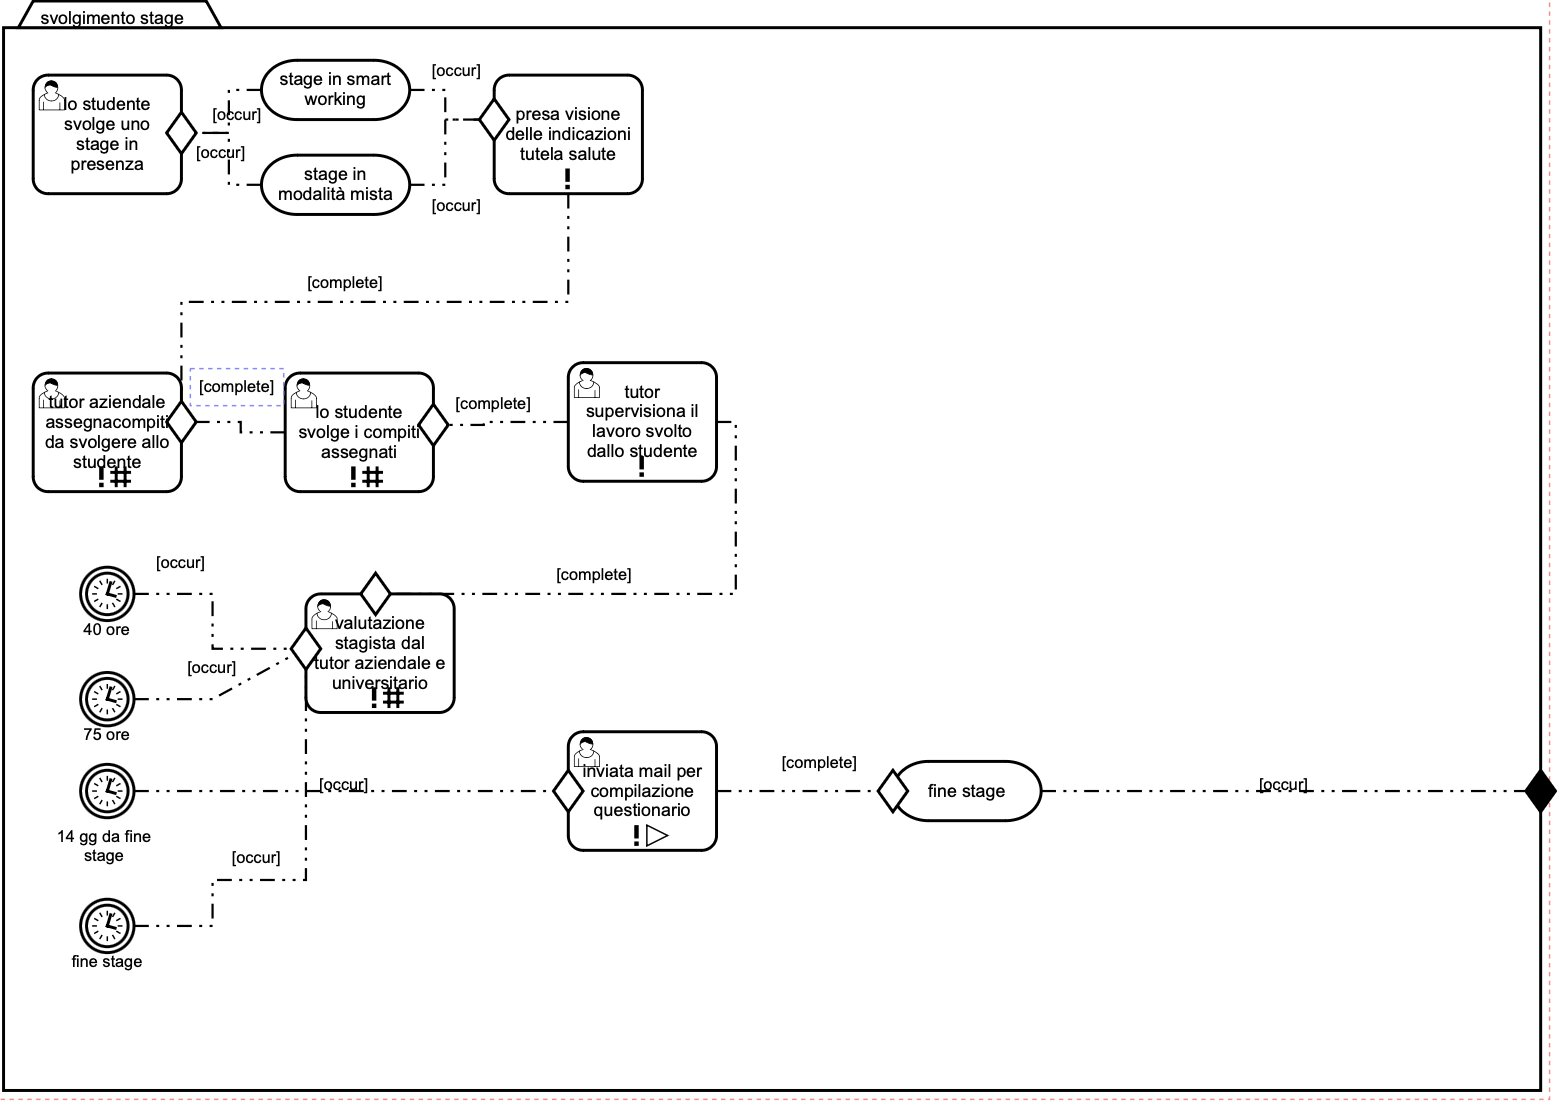 svolgimento stage
lo studente
svolge uno
stage in
presenza
[occur]
[occur]
stage in smart
working
stage in
modalità mista
[occur]
[occur]
presa visione
delle indicazioni
tutela salute
!
[complete]
tutor aziendale
assegnacompiti
da svolgere allo
studente
!#
[complete]
lo studente
svolge i compiti
assegnati
!#
[complete]
tutor
supervisiona il
lavoro svolto
dallo studente
!
[complete]
[occur]
40 ore
[occur]
75 ore
valutazione
stagista dal
tutor aziendale e
universitario
!#
14 gg da fine
stage
[occur]
[occur]
fine stage
inviata mail per
compilazione
questionario
!
[complete]
fine stage
[occur]